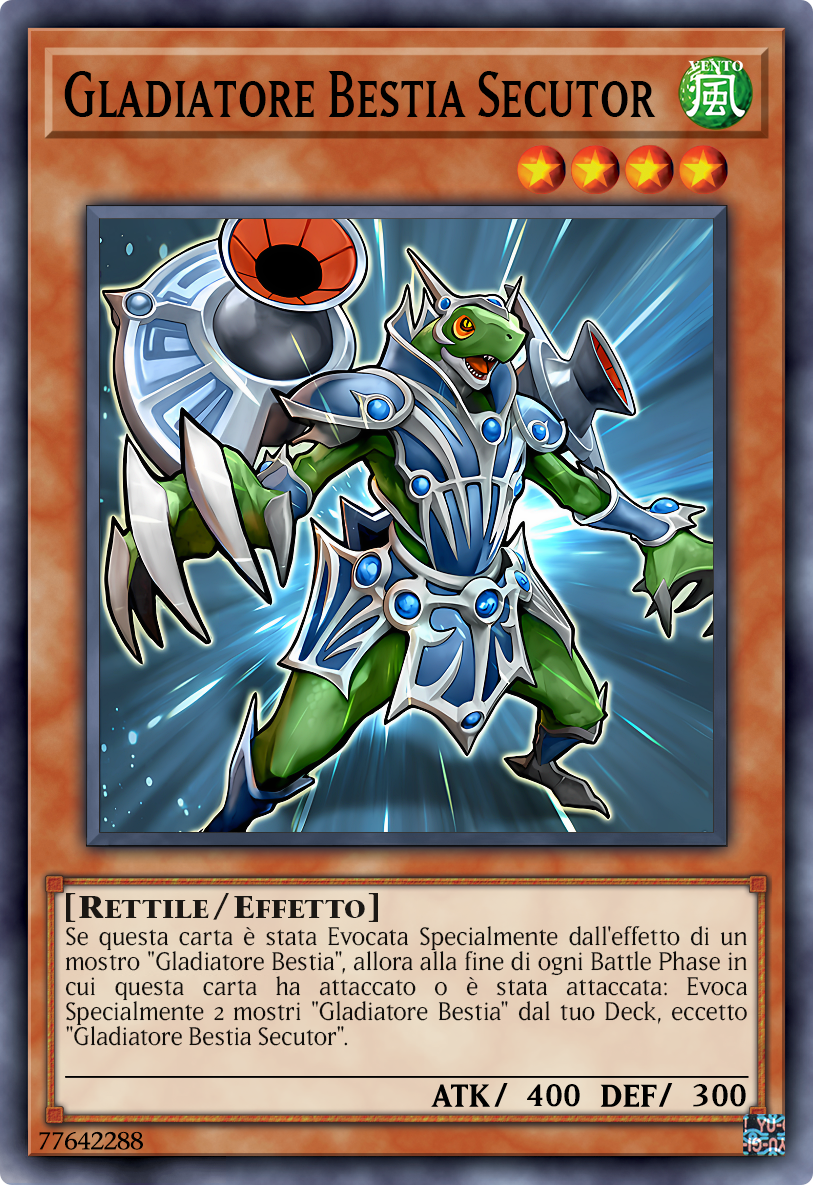 Gladiatore Bestia Secutor
VENTO
風
[Rettile/Effetto]
Se questa carta è stata Evocata Specialmente dall'effetto di un
mostro "Gladiatore Bestia", allora alla fine di ogni Battle Phase in
cui questa carta ha attaccato o è stata attaccata: Evoca
Specialmente 2 mostri "Gladiatore Bestia" dal tuo Deck, eccetto
"Gladiatore Bestia Secutor".
ATK/ 400 DEF/ 300
77642288